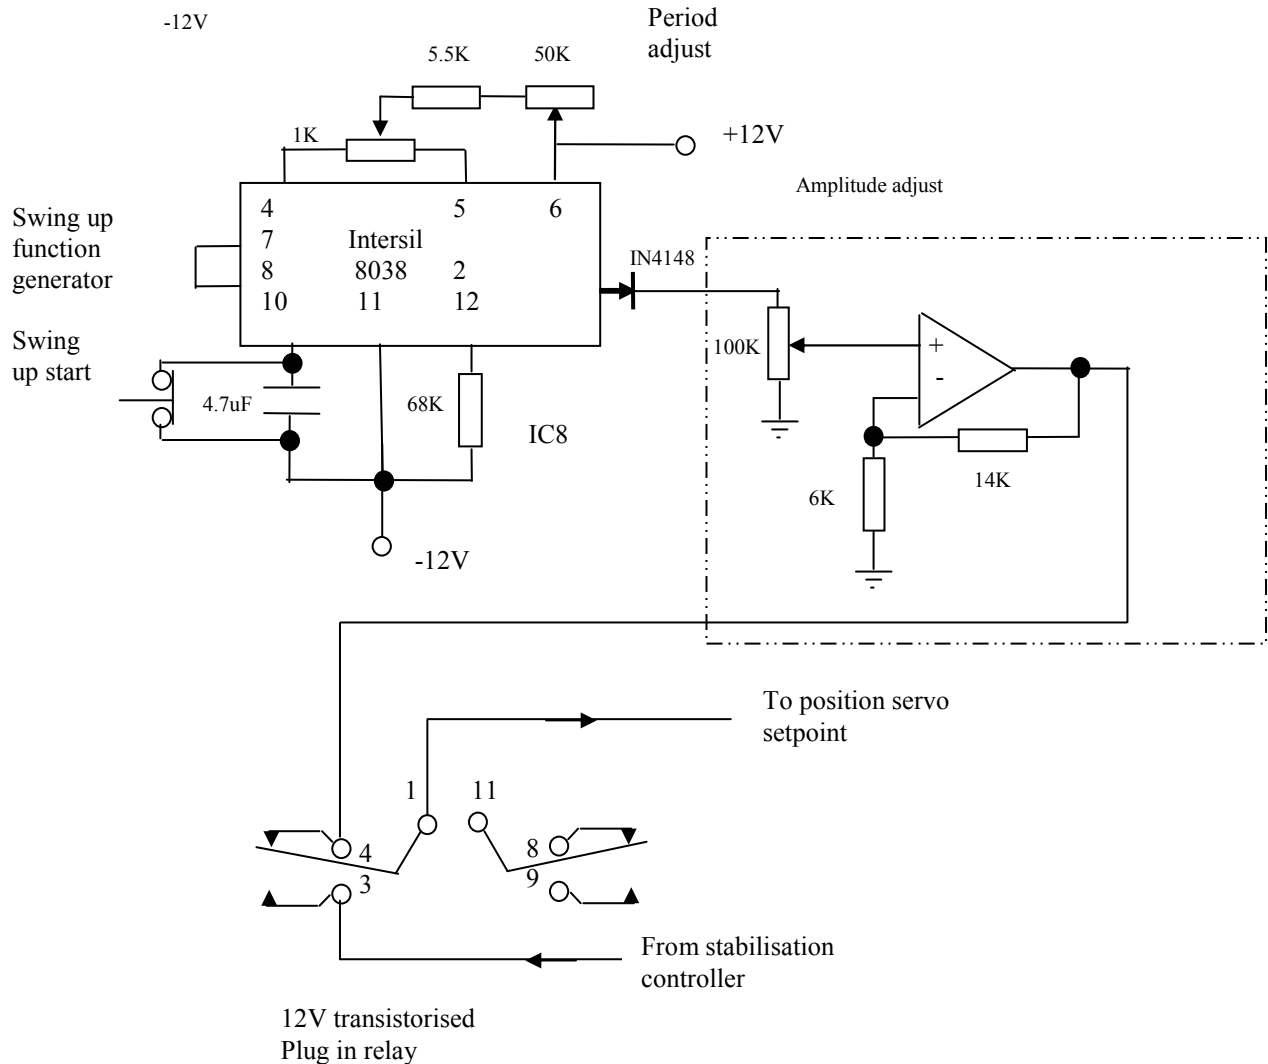 -12V
Period
adjust
5.5K
50K
1K
+12V
Amplitude adjust
4
5
6
Swing up
function
generator
7
Intersil
8
8038
2
IN4148
10
11
12
Swing
up start
100K
+
-
4.7uF
68K
IC8
14K
6K
-12V
To position servo
setpoint
1
11
4
8
3
9
From stabilisation
controller
12V transistorised
Plug in relay